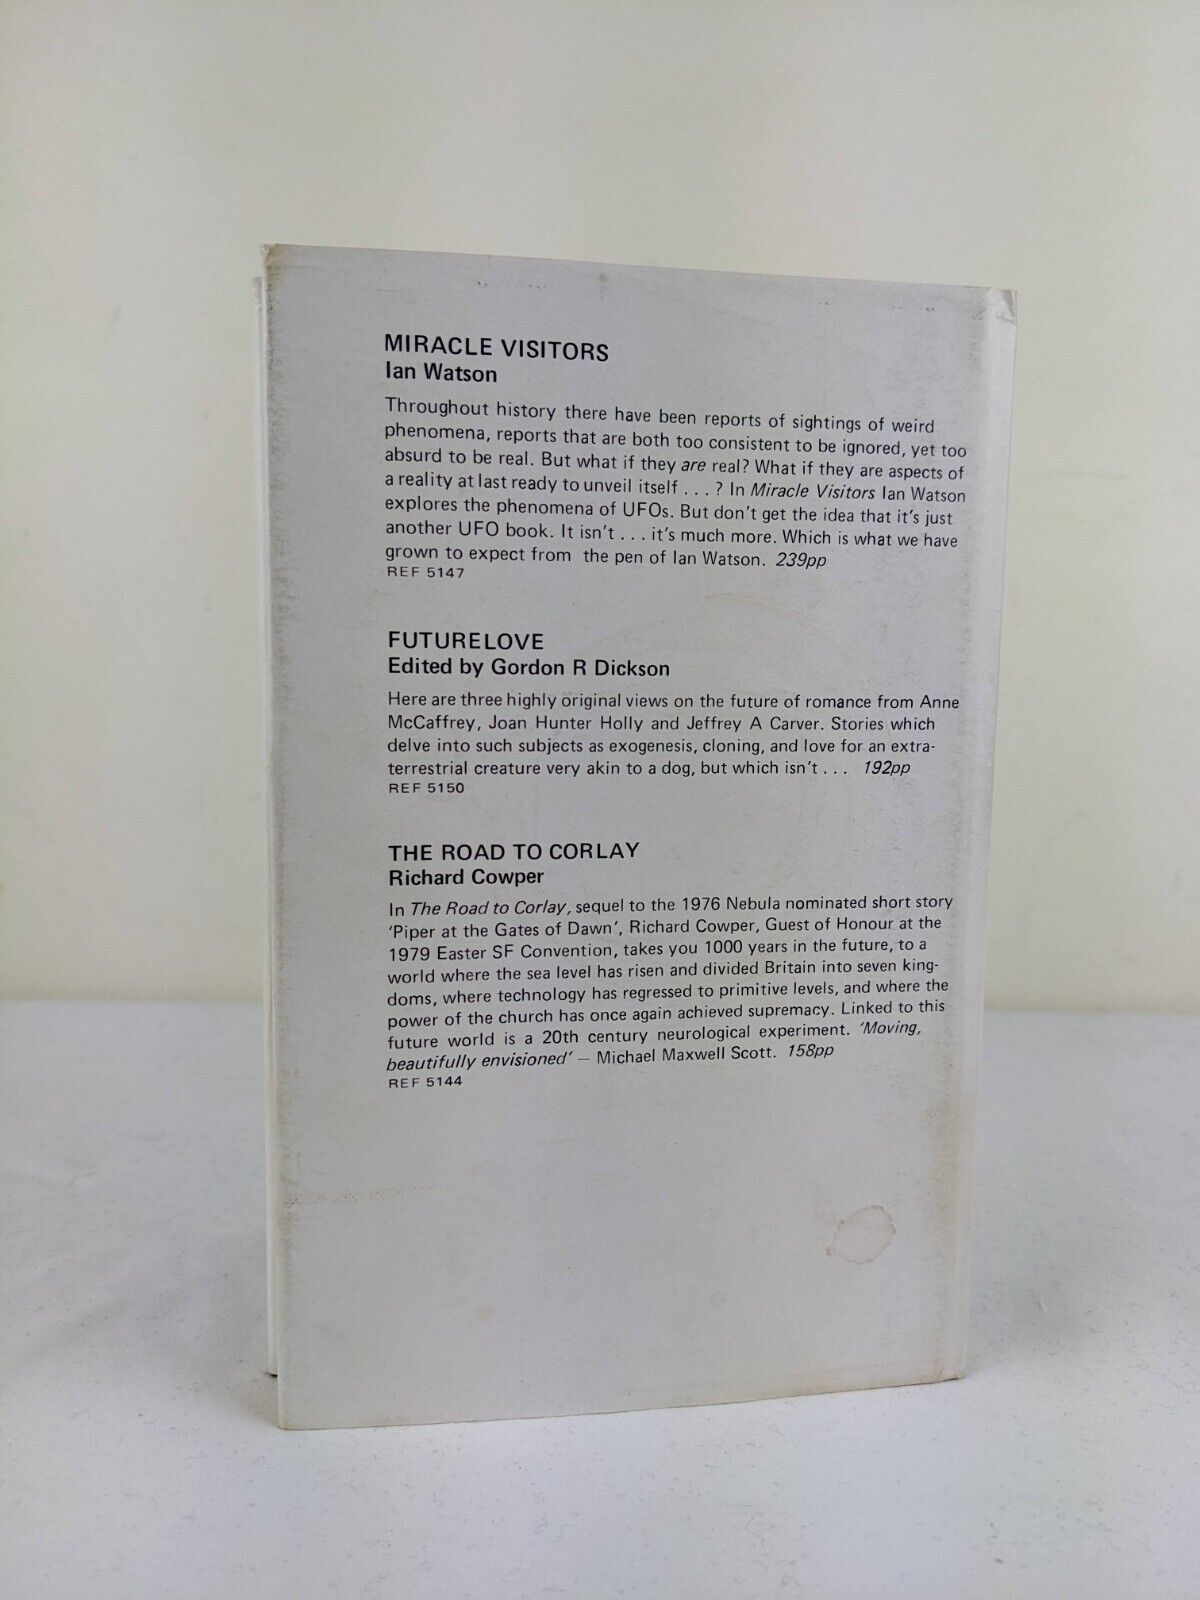 MIRACLE VISITORS
Ian Watson
Throughout history there have been reports of sightings of weird
phenomena, reports that are both too consistent to be ignored, yet too
absurd to be real. But what if they are real? What if they are aspects of
a reality at last ready to unveil itself . . . ? In Miracle Visitors Ian Watson
explores the phenomena of UFOs. But don't get the idea that it's just
another UFO book. It isn't . . . it's much more. Which is what we have
grown to expect from the pen of Ian Watson. 239pp
REF 5147
FUTURELOVE
Edited by Gordon R Dickson
Here are three highly original views on the future of romance from Anne
McCaffrey, Joan Hunter Holly and Jeffrey A Carver. Stories which
delve into such subjects as exogenesis, cloning, and love for an extra-
terrestrial creature very akin to a dog, but which isn't . . . 192pp
REF 5150
THE ROAD TO CORLAY
Richard Cowper
In The Road to Corlay, sequel to the 1976 Nebula nominated short story
'Piper at the Gates of Dawn', Richard Cowper, Guest of Honour at the
1979 Easter SF Convention, takes you 1000 years in the future, to a
world where the sea level has risen and divided Britain into seven king-
doms, where technology has regressed to primitive levels, and where the
power of the church has once again achieved supremacy. Linked to this
future world is a 20th century neurological experiment. 'Moving,
beautifully envisioned' — Michael Maxwell Scott. 158pp
REF 5144